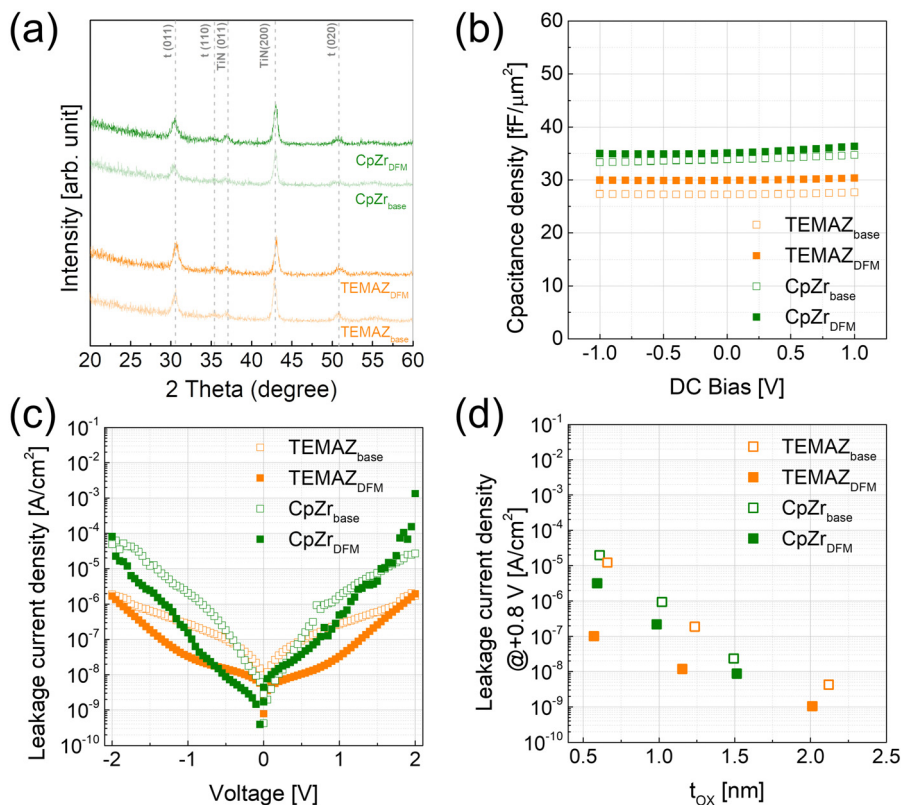 (a)
t (011)
t (110)
TiN (011)
TiN(200)
t (020)
Intensity [arb. unit]
CpZrDFM
CpZrbase
TEMAZDFM
TEMAZbase
20 25 30 35 40 45 50 55 60
2 Theta (degree)
(b)
Cpacitance density [fF/μm2]
60
50
40
30
20
10
0
TEMAZbase
TEMAZDFM
CpZrbase
CpZrDFM
-1.0 -0.5 0.0 0.5 1.0
DC Bias [V]
(c)
Leakage current density [A/cm2]
10-1
10-2
10-3
10-4
10-5
10-6
10-7
10-8
10-9
10-10
TEMAZbase
TEMAZDFM
CpZrbase
CpZrDFM
-2 -1 0 1 2
Voltage [V]
(d)
Leakage current density
@+0.8 V [A/cm2]
10-1
10-2
10-3
10-4
10-5
10-6
10-7
10-8
10-9
10-10
TEMAZbase
TEMAZDFM
CpZrbase
CpZrDFM
0.5 1.0 1.5 2.0 2.5
tOX [nm]